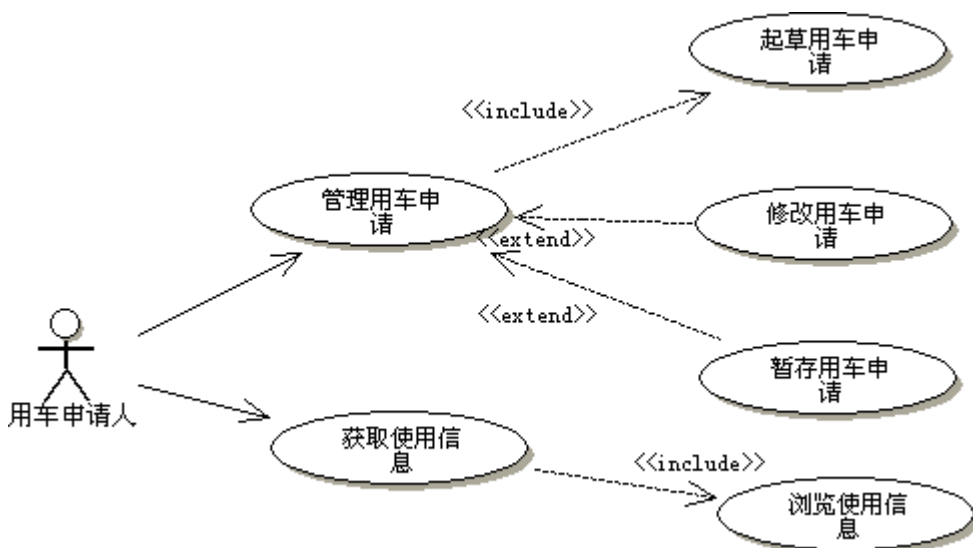 起草用车申
请
<<include>>
管理用车申
请
修改用车申
请
<<extend>>
<<extend>>
暂存用车申
请
用车申请人
获取使用信
息
<<include>>
浏览使用信
息